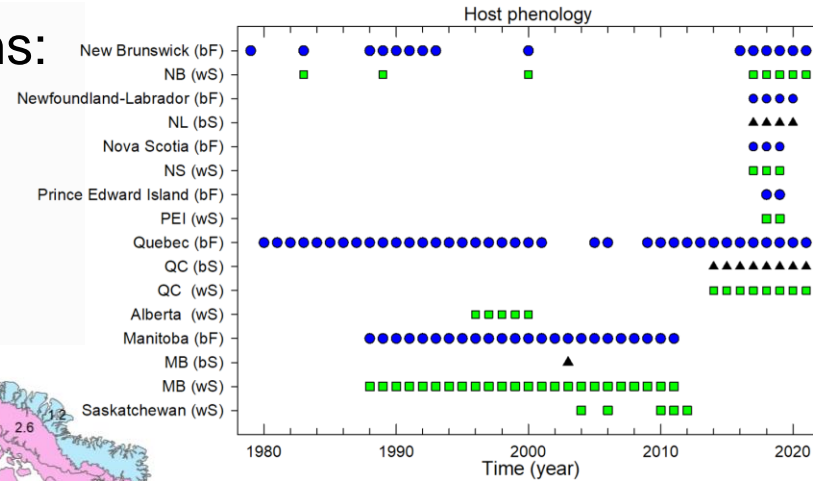 ns:
Host phenology
New Brunswick (bF)
NB (wS)
Newfoundland-Labrador (bF)
NL (bS)
Nova Scotia (bF)
NS (wS)
Prince Edward Island (bF)
PEI (wS)
Quebec (bF)
QC (bS)
QC (wS)
Alberta (wS)
Manitoba (bF)
MB (bS)
MB (wS)
Saskatchewan (wS)
1980 1990 2000 2010 2020
Time (year)
1.2
2.6